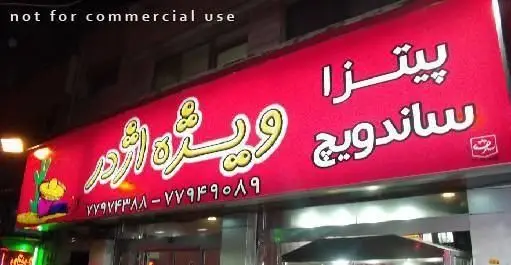 not for commercial use
پیتزا
ساندویچ
ویژه اژدر
۷۷۹۷۴۳۸۸ - ۷۷۹۴۹۰۸۹